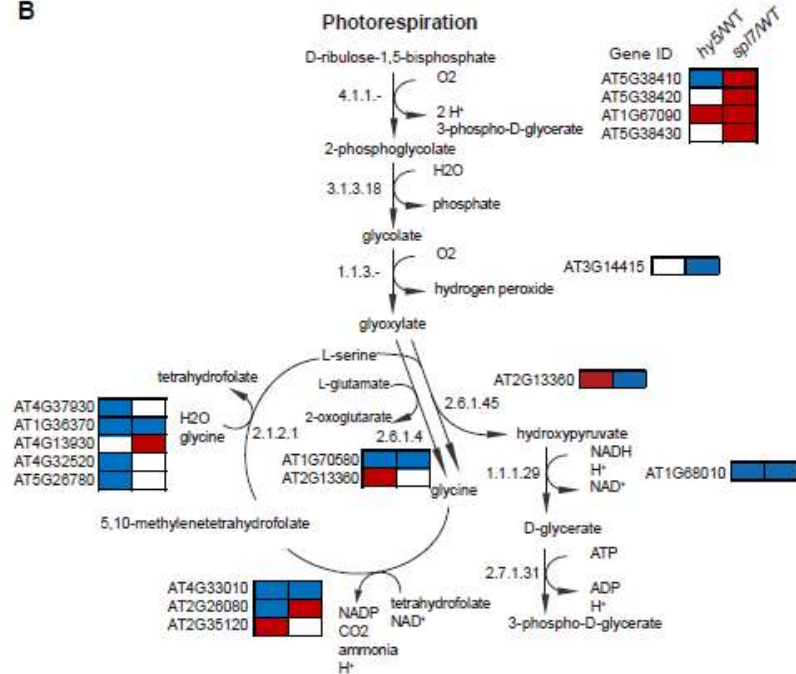 B
Photorespiration
D-ribulose-1,5-bisphosphate
4.1.1.-
O2
2 H⁺
3-phospho-D-glycerate
2-phosphoglycolate
3.1.3.18
H2O
phosphate
glycolate
1.1.3.-
O2
hydrogen peroxide
glyoxylate
Gene ID
hy5/WT
spl7/WT
AT5G38410
AT5G38420
AT1G67090
AT5G38430
AT3G14415
L-serine
tetrahydrofolate
L-glutamate
AT2G13360
2.6.1.45
AT4G37930
AT1G36370
AT4G13930
AT4G32520
AT5G26780
H2O
glycine
2.1.2.1
2-oxoglutarate
2.6.1.4
AT1G70580
AT2G13360
glycine
hydroxypyruvate
1.1.1.29
NADH
H⁺
NAD⁺
AT1G68010
5,10-methylenetetrahydrofolate
D-glycerate
2.7.1.31
ATP
ADP
H⁺
3-phospho-D-glycerate
AT4G33010
AT2G26080
AT2G35120
NADP
CO2
ammonia
H⁺
tetrahydrofolate
NAD⁺